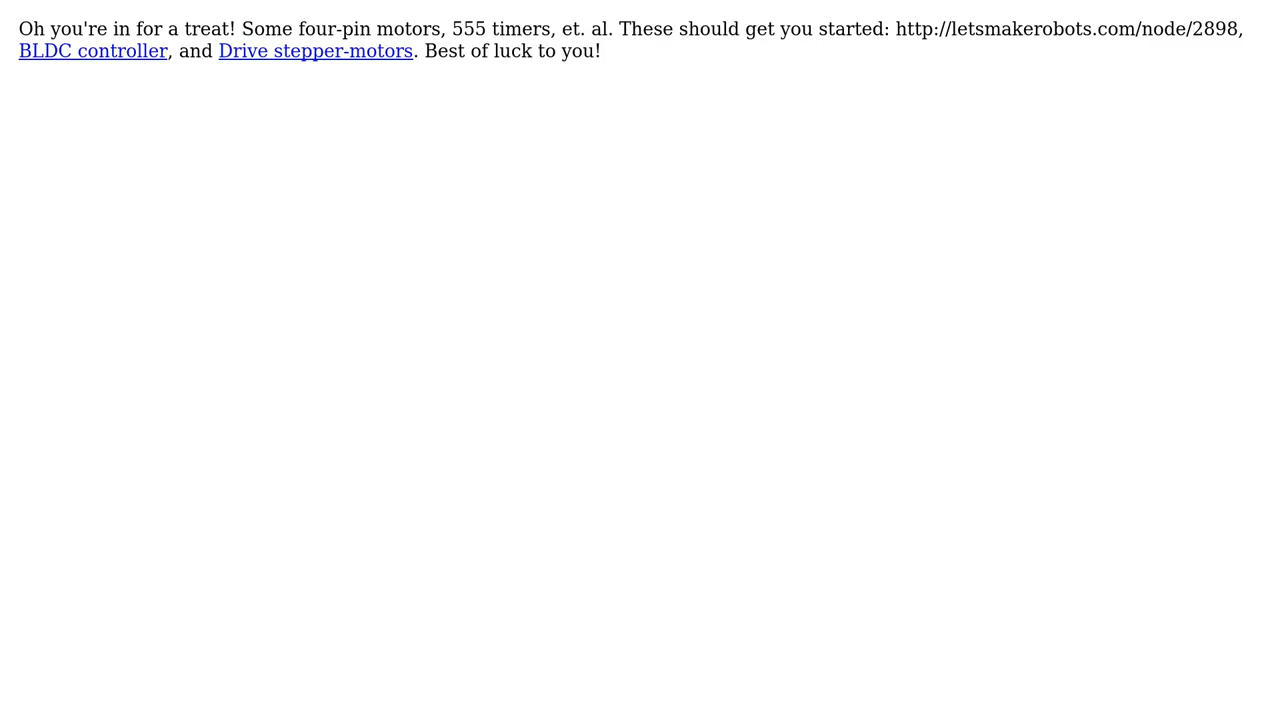 Oh you're in for a treat! Some four-pin motors, 555 timers, et. al. These should get you started: http://letsmakerobots.com/node/2898,
BLDC controller, and Drive stepper-motors. Best of luck to you!